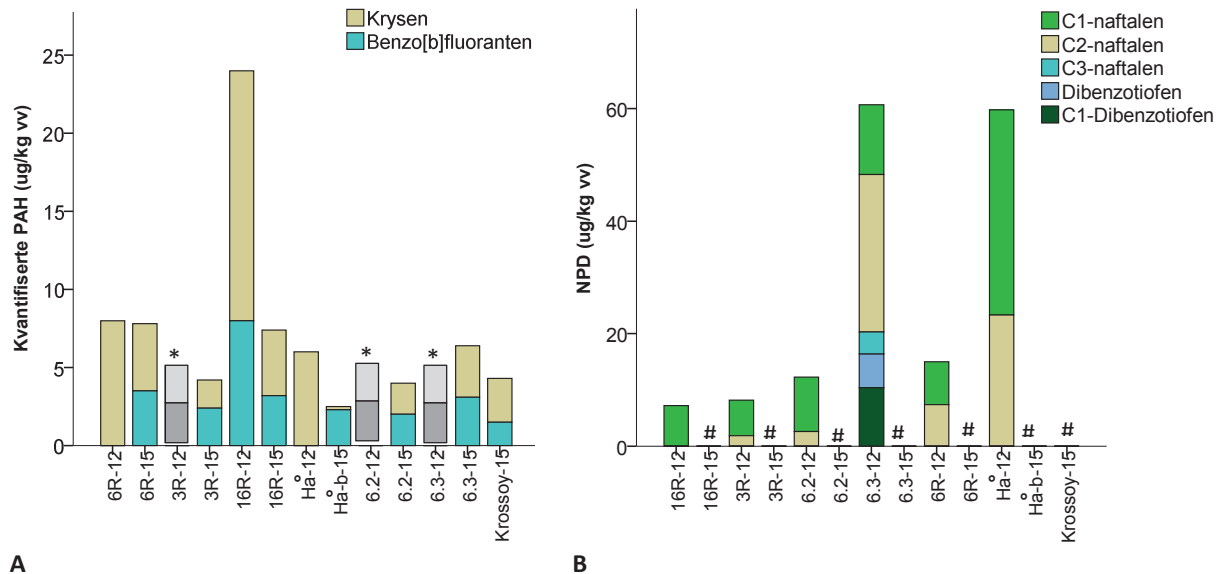 Krysen
Benzo[b]fluoranten
Kvantifiserte PAH (ug/kg vv)
25
20
15
10
5
0
*
*
*
6R-12
6R-15
3R-12
3R-15
16R-12
16R-15
Hå-12
Hå-b-15
6.2-12
6.2-15
6.3-12
6.3-15
Krossoy-15
A
C1-naftalen
C2-naftalen
C3-naftalen
Dibenzotiofen
C1-Dibenzotiofen
NPD (ug/kg vv)
60
40
20
0
#
#
#
#
#
#
#
16R-12
16R-15
3R-12
3R-15
6.2-12
6.2-15
6.3-12
6.3-15
6R-12
6R-15
Hå-12
Hå-b-15
Krossoy-15
B